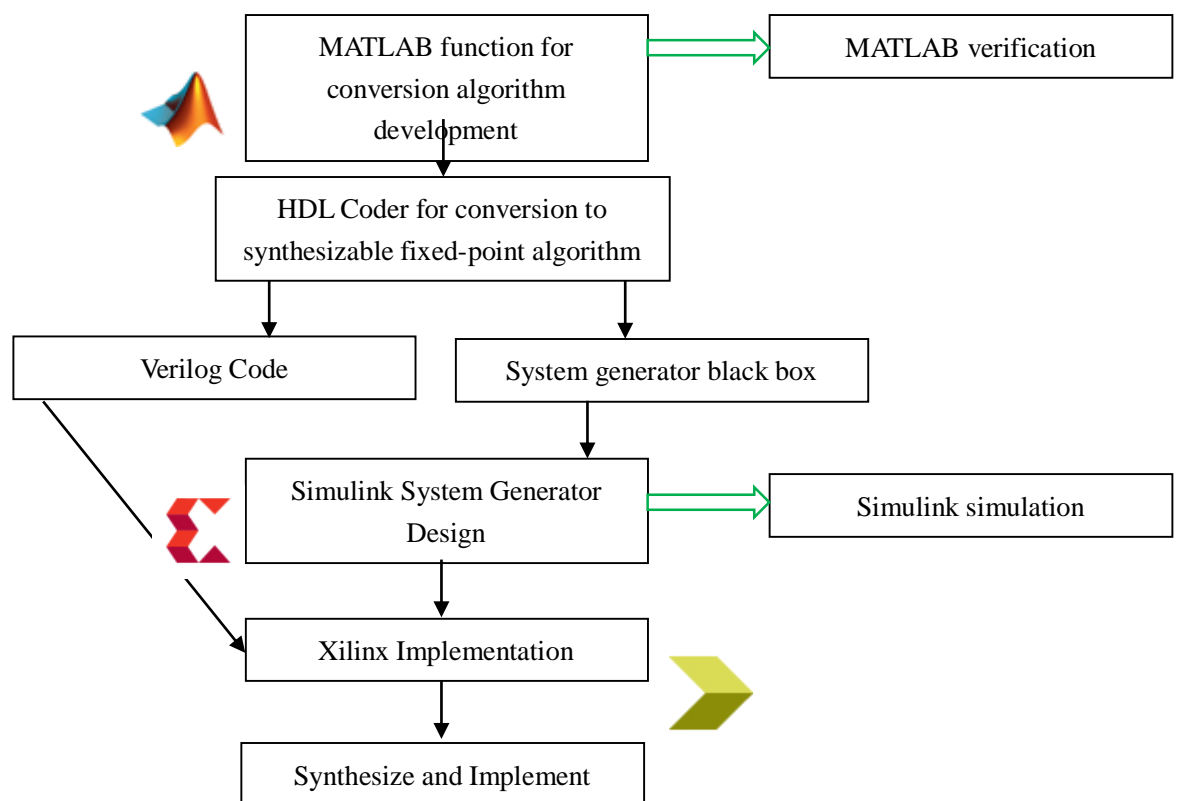 MATLAB function for
conversion algorithm
development
MATLAB verification
HDL Coder for conversion to
synthesizable fixed-point algorithm
Verilog Code
System generator black box
Simulink System Generator
Design
Simulink simulation
Xilinx Implementation
Synthesize and Implement